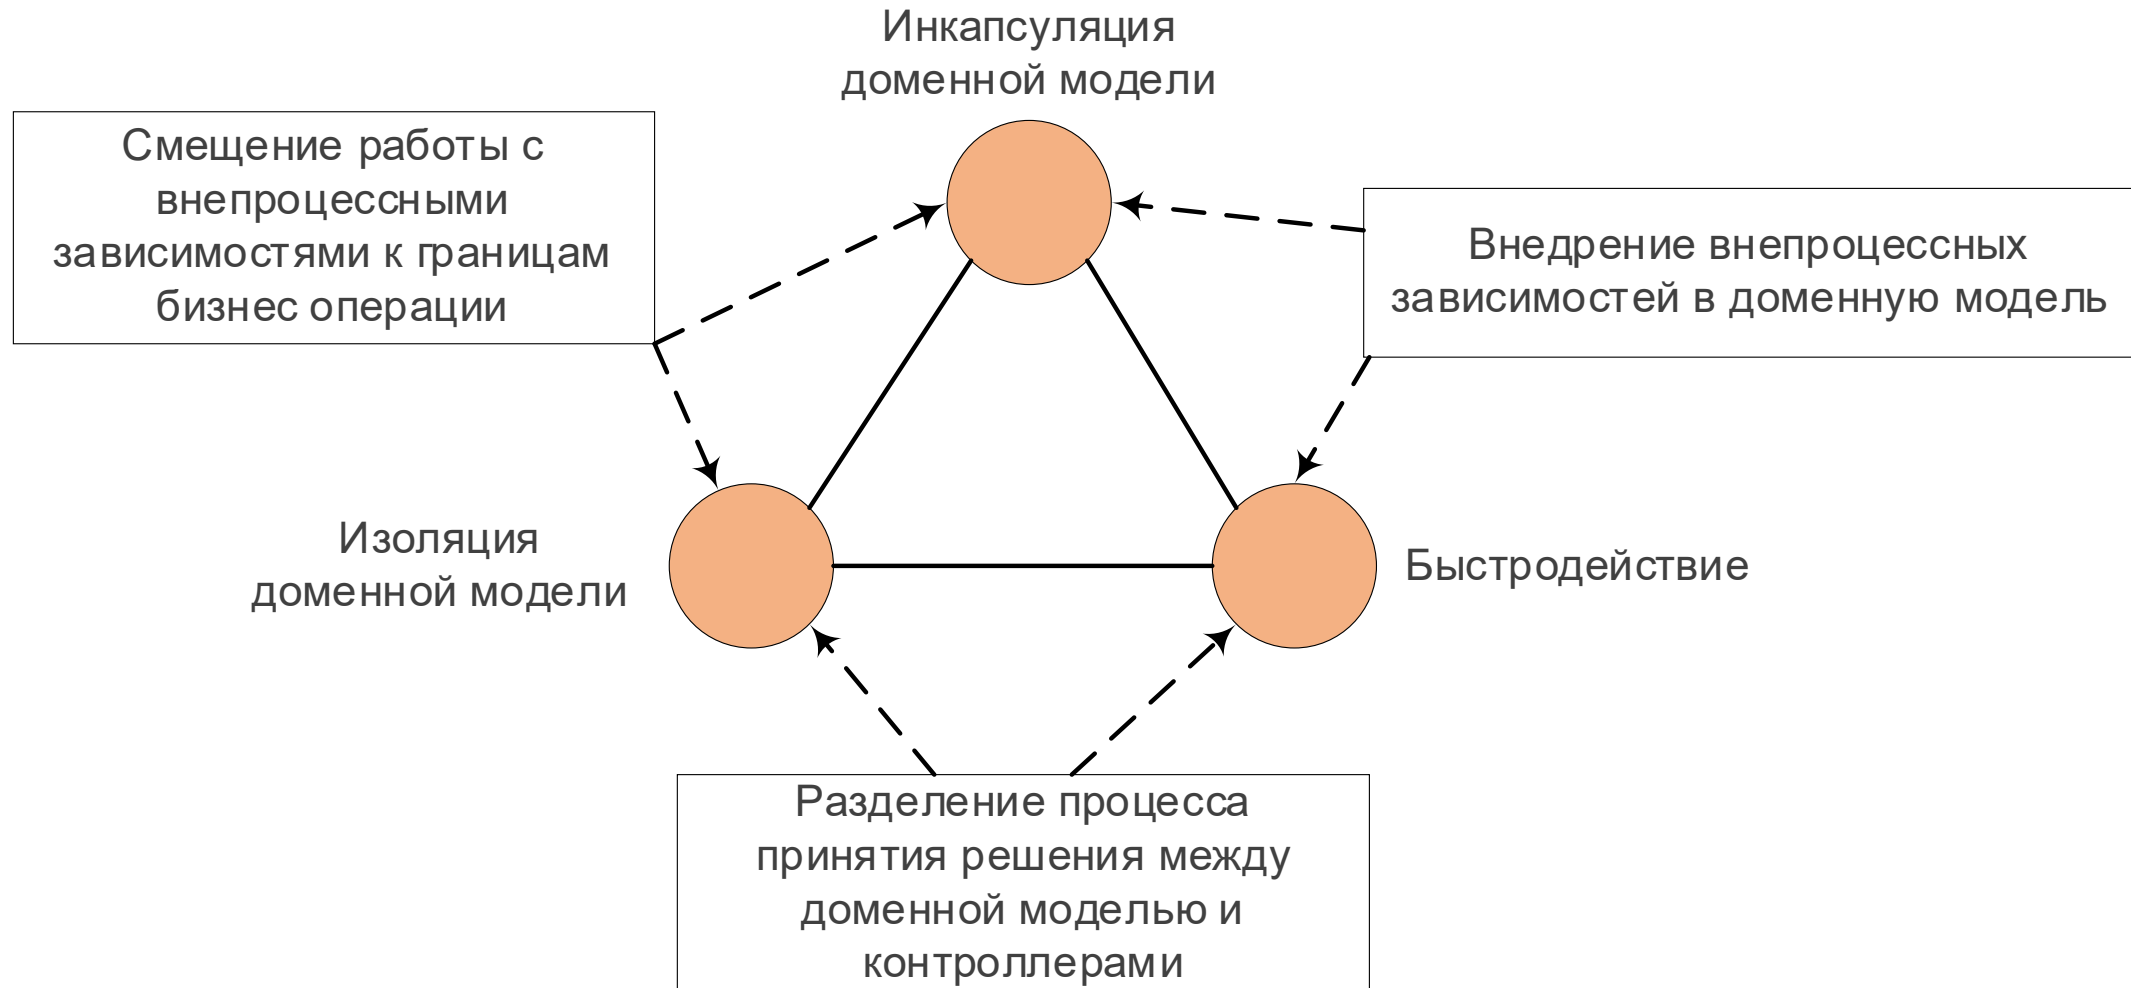 Инкапсуляция
доменной модели
Смещение работы с
внепроцессными
зависимостями к границам
бизнес операции
Внедрение внепроцессных
зависимостей в доменную модель
Изоляция
доменной модели
Быстродействие
Разделение процесса
принятия решения между
доменной моделью и
контроллерами